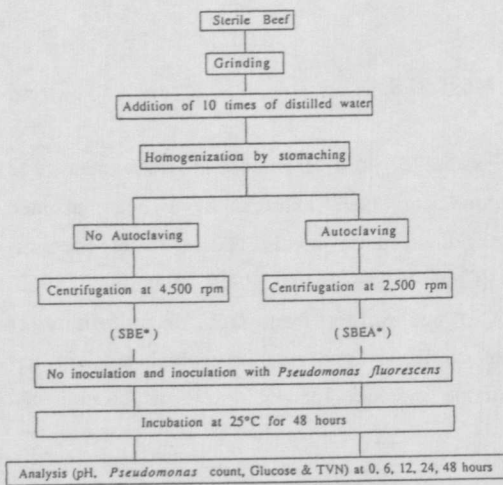 Sterile Beef
Grinding
Addition of 10 times of distilled water
Homogenization by stomaching
No Autoclaving
Autoclaving
Centrifugation at 4,500 rpm
Centrifugation at 2,500 rpm
( SBE* )
( SBEA* )
No inoculation and inoculation with Pseudomonas fluorescens
Incubation at 25°C for 48 hours
Analysis (pH, Pseudomonas count, Glucose & TVN) at 0, 6, 12, 24, 48 hours